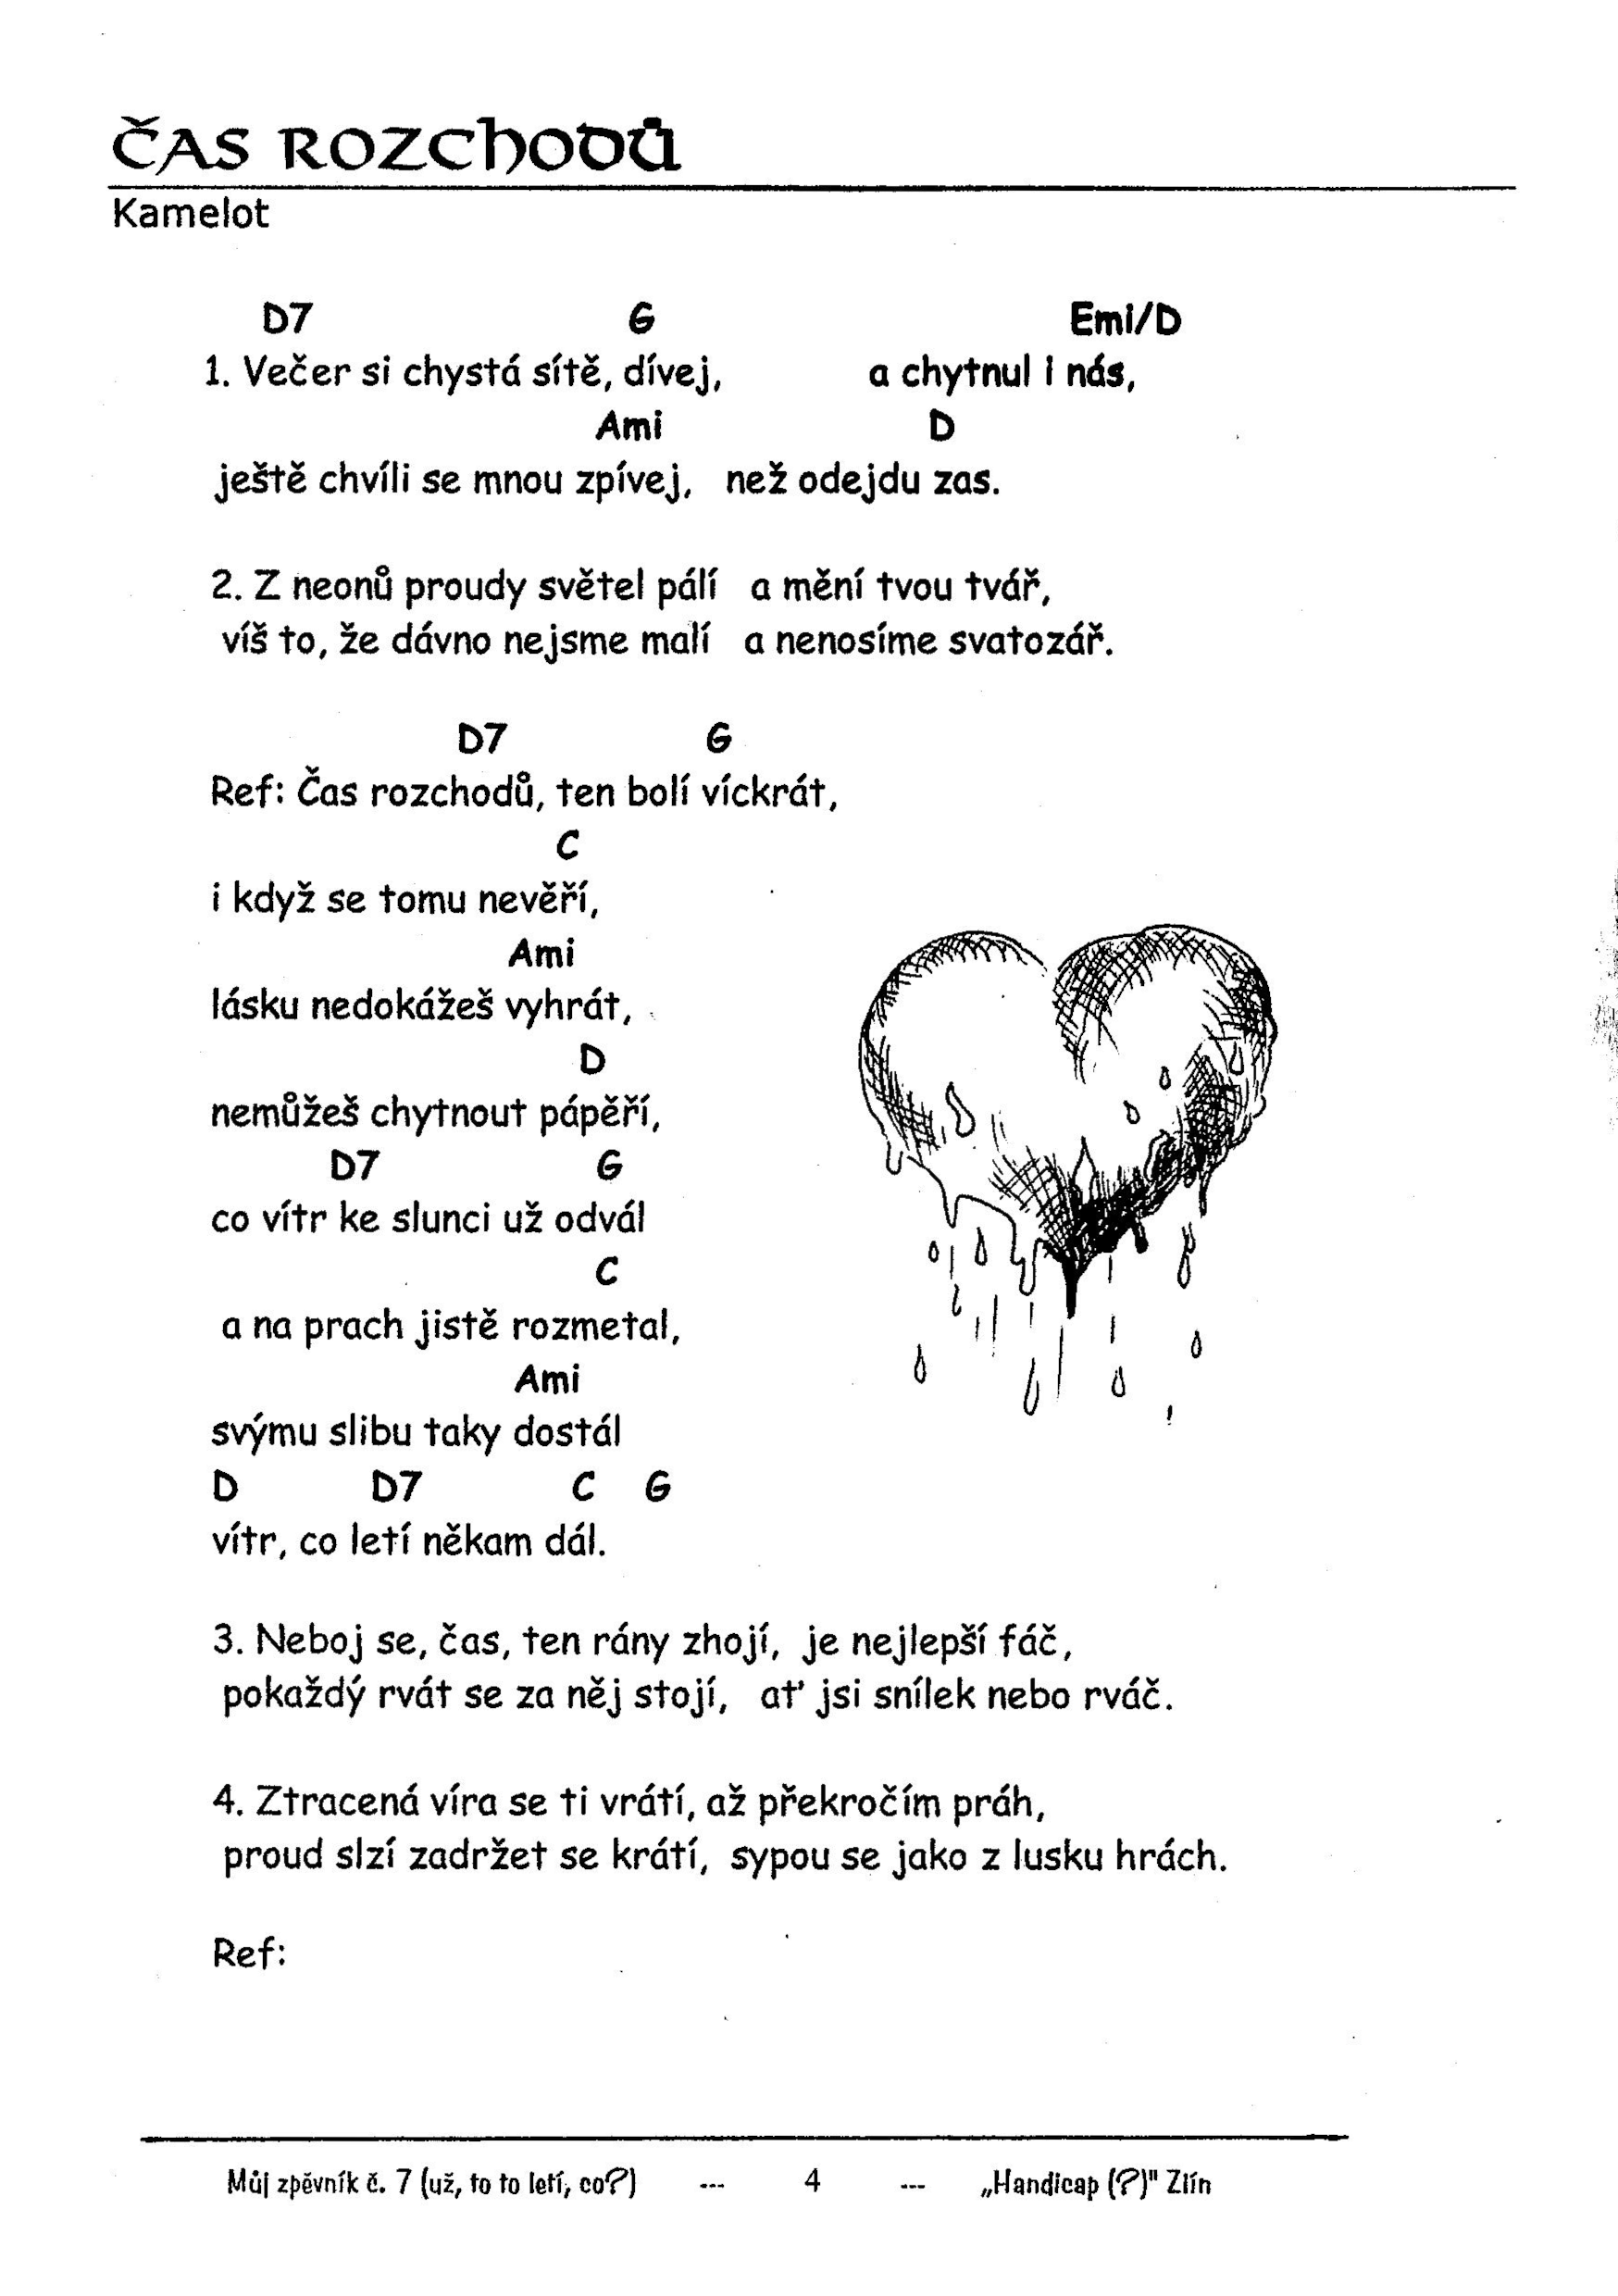 ČAS ROZCHODŮ
Kamelot
D7 G Emi/D
1. Večer si chystá sítě, dívej, a chytnul i nás,
Ami D
ještě chvíli se mnou zpívej, než odejdu zas.
2. Z neonů proudy světel pálí a mění tvou tvář,
víš to, že dávno nejsme malí a nenosíme svatozář.
D7 G
Ref: Čas rozchodů, ten bolí víckrát,
C
i když se tomu nevěří,
Ami
lásku nedokážeš vyhrát,
D
nemůžeš chytnout pápěří,
D7 G
co vítr ke slunci už odvál
C
a na prach jistě rozmetal,
Ami
svýmu slibu taky dostál
D D7 C G
vítr, co letí někam dál.
3. Neboj se, čas, ten rány zhojí, je nejlepší fáč,
pokaždý rvát se za něj stojí, ať jsi snílek nebo rváč.
4. Ztracená víra se ti vrátí, až překročím práh,
proud slzí zadržet se krátí, sypou se jako z lusku hrách.
Ref:
Můj zpěvník č. 7 (už, to to letí, co?) --- 4 --- „Handicap (?)" Zlín